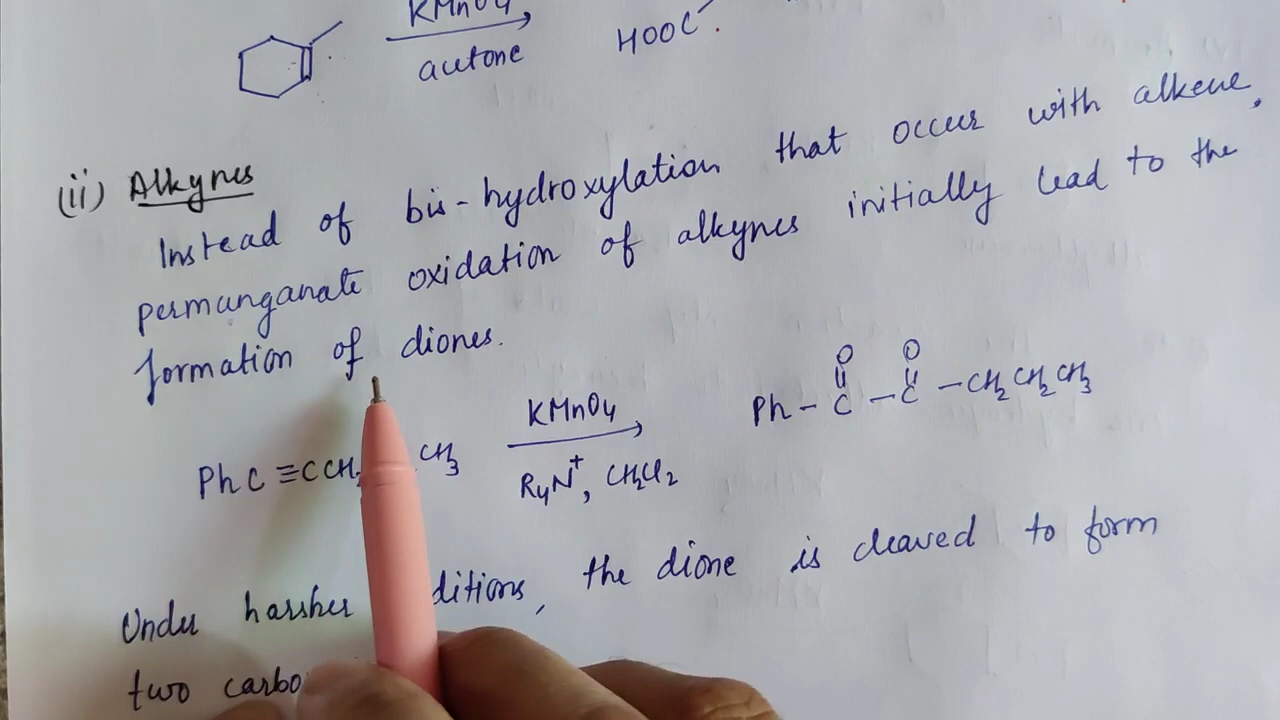 KMnO4
acetone
HOOC
(ii) Alkynes
Instead of bis-hydroxylation that occur with alkene,
permanganate oxidation of alkynes initially lead to the
formation of diones.
O O
PhC≡CCH CH3 KMnO4 Ph-C-C-CH2CH2CH3
R4N+, CH2Cl2
Under harsher ditions, the dione is cleaved to form
two carbo